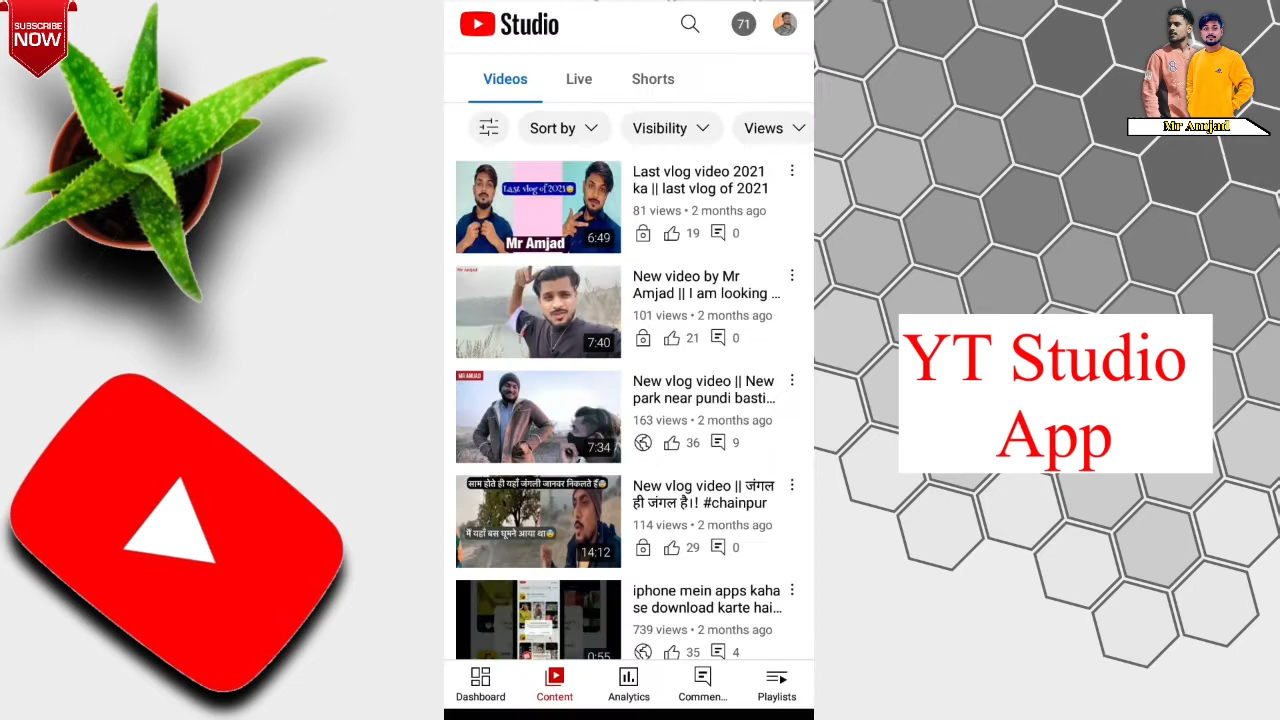 SUBSCRIBE
NOW
Studio
71
Videos
Live
Shorts
Sort by
Visibility
Views
Last vlog of 2021
Mr Amjad
6:49
Last vlog video 2021
ka || last vlog of 2021
81 views • 2 months ago
19
0
Mr Amjad
7:40
New video by Mr
Amjad || I am looking ...
101 views • 2 months ago
21
0
MR AMJAD
7:34
New vlog video || New
park near pundi basti...
163 views • 2 months ago
36
9
साम होते ही यहाँ जंगली जानवर निकलते हैं
में यहाँ बस घूमने आया था
14:12
New vlog video || जंगल
ही जंगल है।! #chainpur
114 views • 2 months ago
29
0
0:55
iphone mein apps kaha
se download karte hai...
739 views • 2 months ago
35
4
Dashboard
Content
Analytics
Commen...
Playlists
Mr Amjad
YT Studio
App